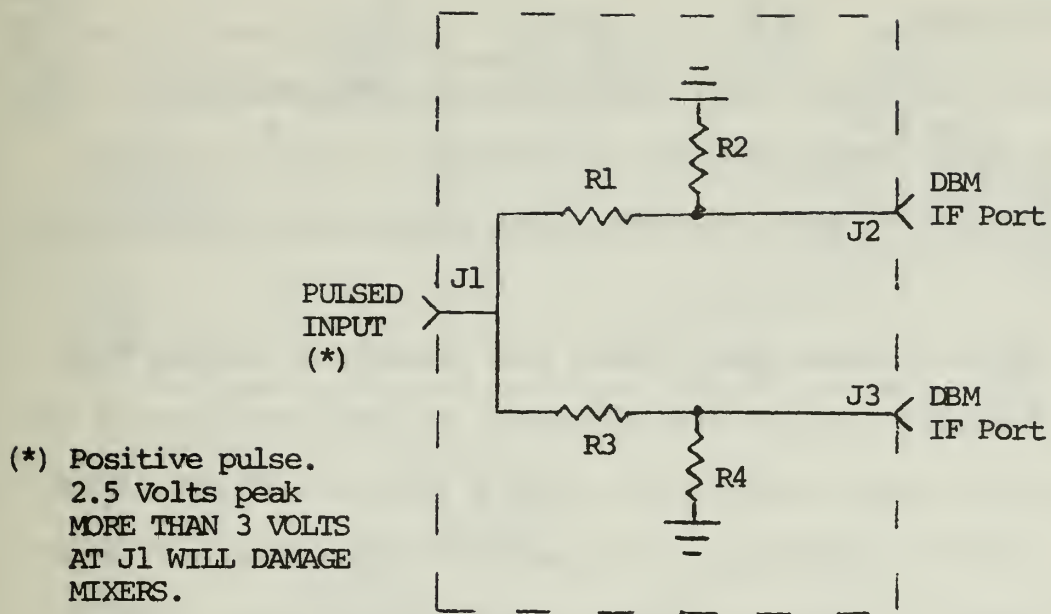 R2
R1
DBM
IF Port
J2
J1
PULSED
INPUT
(*)
J3
DBM
IF Port
R3
R4
(*) Positive pulse.
2.5 Volts peak
MORE THAN 3 VOLTS
AT J1 WILL DAMAGE
MIXERS.